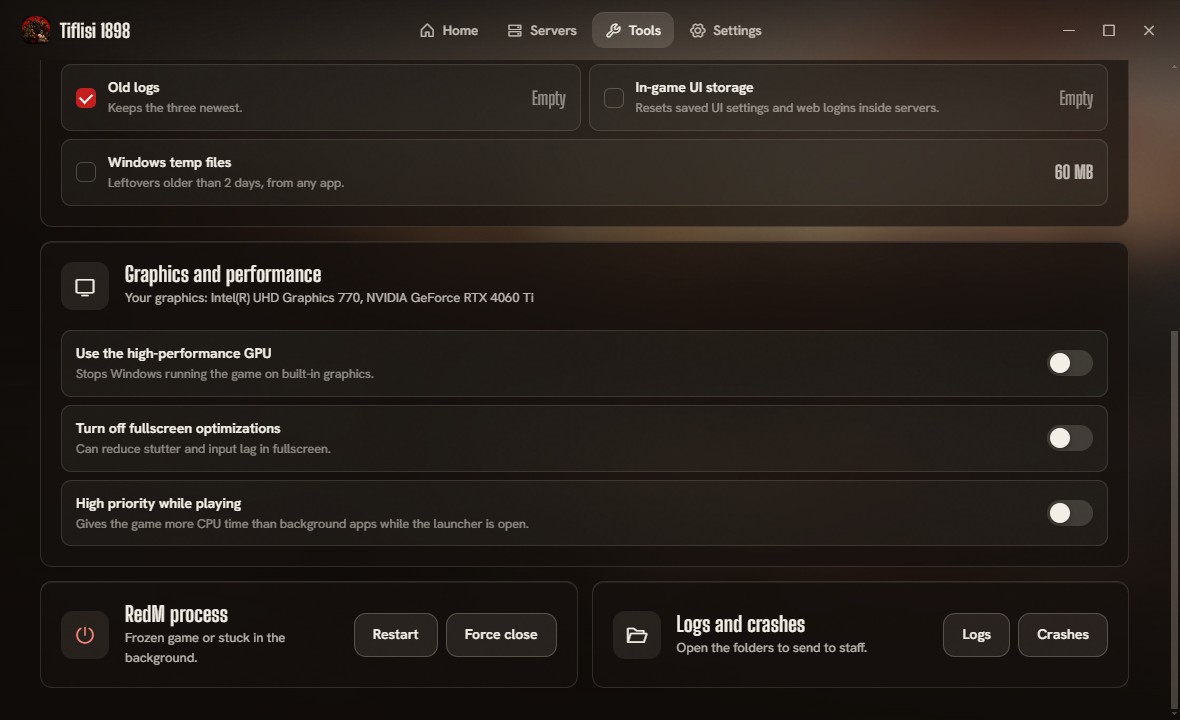 Tiflisi 1898
Home
Servers
Tools
Settings
Old logs
Keeps the three newest.
Empty
In-game UI storage
Resets saved UI settings and web logins inside servers.
Empty
Windows temp files
Leftovers older than 2 days, from any app.
60 MB
Graphics and performance
Your graphics: Intel(R) UHD Graphics 770, NVIDIA GeForce RTX 4060 Ti
Use the high-performance GPU
Stops Windows running the game on built-in graphics.
Turn off fullscreen optimizations
Can reduce stutter and input lag in fullscreen.
High priority while playing
Gives the game more CPU time than background apps while the launcher is open.
RedM process
Frozen game or stuck in the
background.
Restart
Force close
Logs and crashes
Open the folders to send to staff.
Logs
Crashes